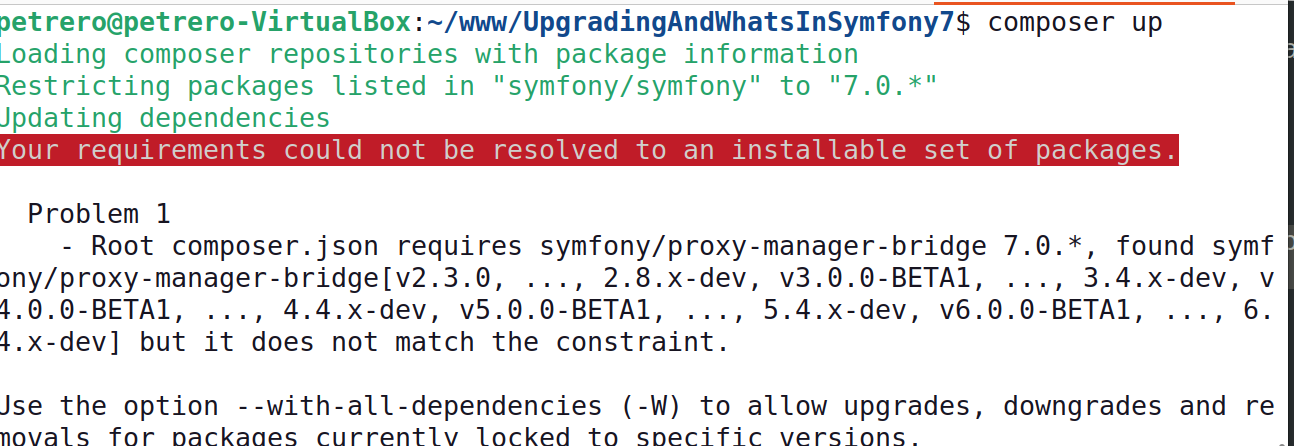 petrero@petrero-VirtualBox:~/www/UpgradingAndWhatsInSymfony7$ composer up
Loading composer repositories with package information
Restricting packages listed in "symfony/symfony" to "7.0.*"
Updating dependencies
Your requirements could not be resolved to an installable set of packages.
Problem 1
- Root composer.json requires symfony/proxy-manager-bridge 7.0.*, found symf
ony/proxy-manager-bridge[v2.3.0, ..., 2.8.x-dev, v3.0.0-BETA1, ..., 3.4.x-dev, v
4.0.0-BETA1, ..., 4.4.x-dev, v5.0.0-BETA1, ..., 5.4.x-dev, v6.0.0-BETA1, ..., 6.
4.x-dev] but it does not match the constraint.
Use the option --with-all-dependencies (-W) to allow upgrades, downgrades and re
movals for packages currently locked to specific versions.